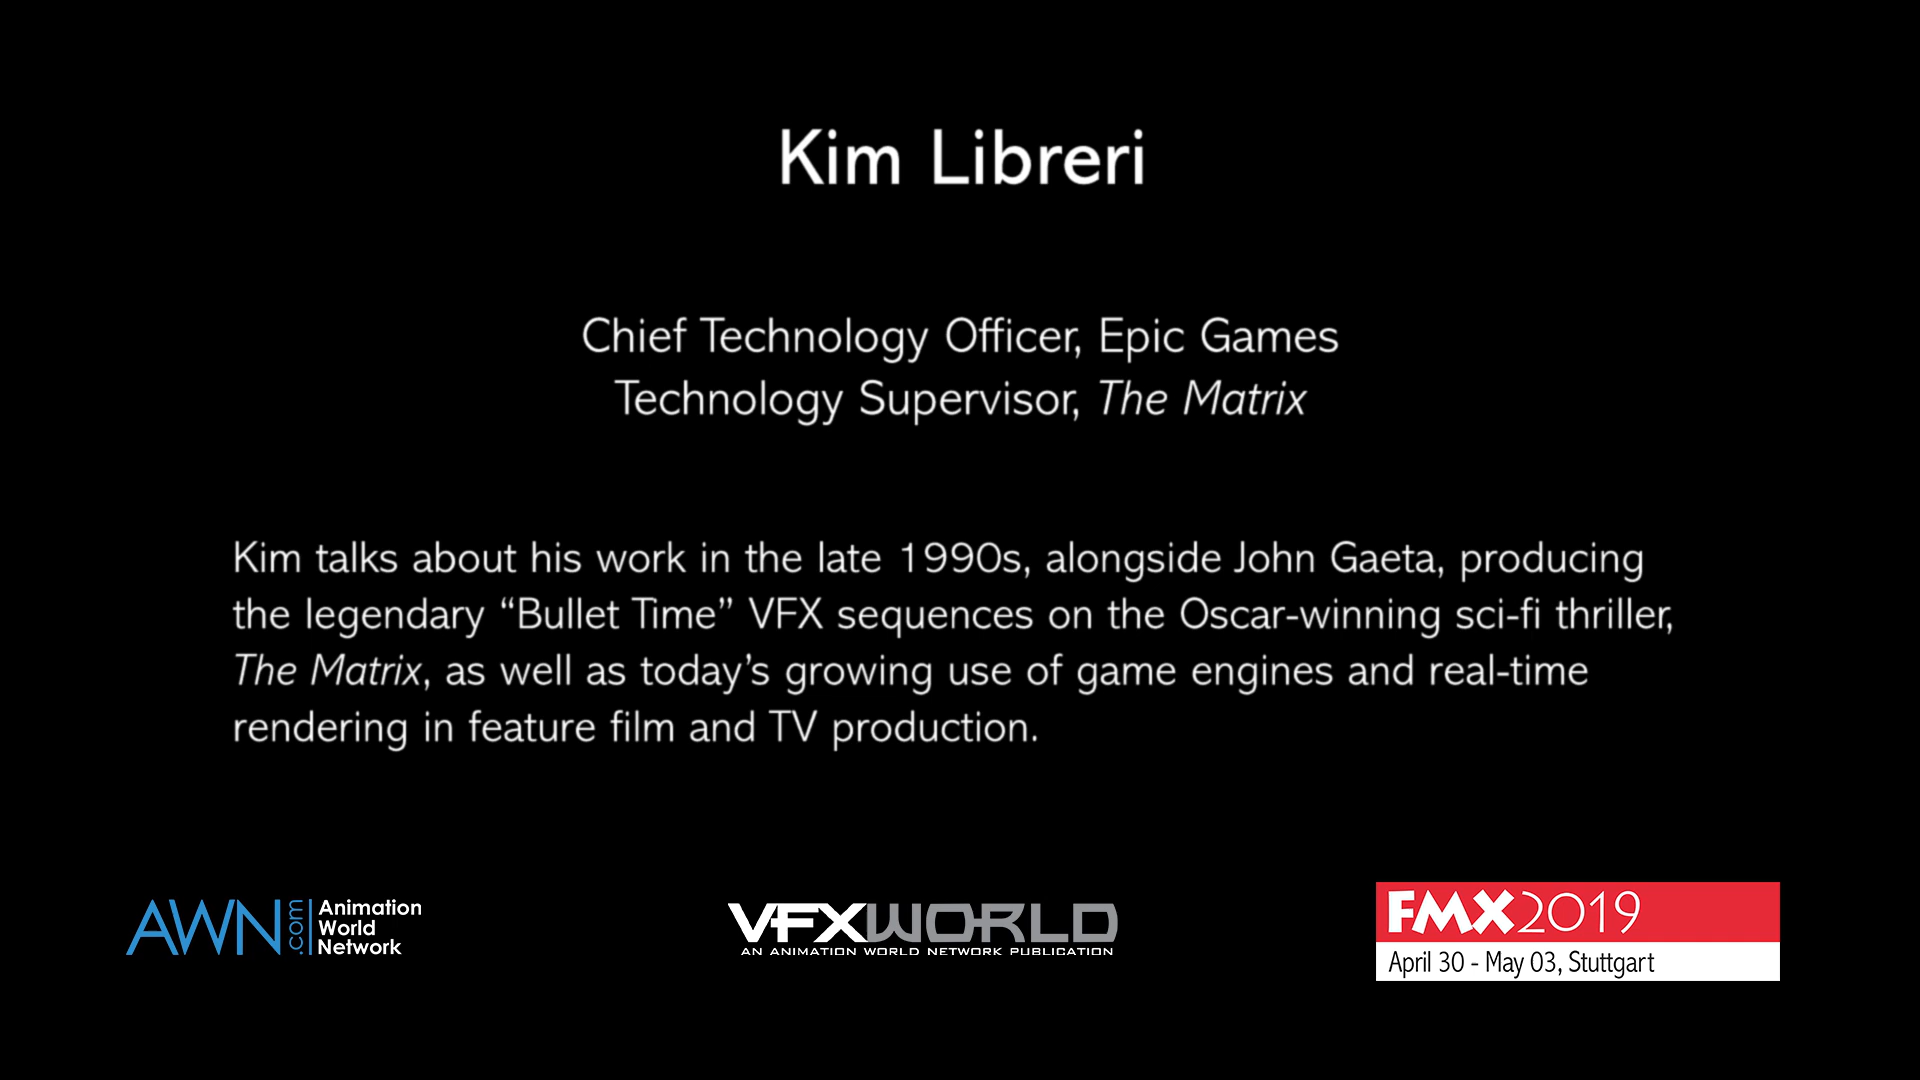 Kim Libreri
Chief Technology Officer, Epic Games
Technology Supervisor, The Matrix
Kim talks about his work in the late 1990s, alongside John Gaeta, producing
the legendary “Bullet Time” VFX sequences on the Oscar-winning sci-fi thriller,
The Matrix, as well as today’s growing use of game engines and real-time
rendering in feature film and TV production.
AWN.com
Animation
World
Network
VFXWORLD
AN ANIMATION WORLD NETWORK PUBLICATION
FMX2019
April 30 - May 03, Stuttgart